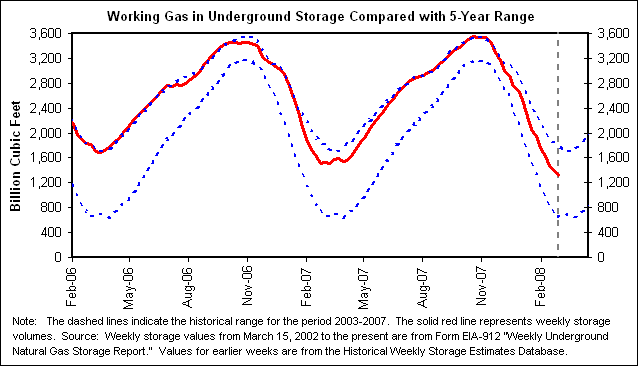 Working Gas in Underground Storage Compared with 5-Year Range
Billion Cubic Feet
3,600
3,200
2,800
2,400
2,000
1,600
1,200
800
400
0
3,600
3,200
2,800
2,400
2,000
1,600
1,200
800
400
0
Feb-06
May-06
Aug-06
Nov-06
Feb-07
May-07
Aug-07
Nov-07
Feb-08
Note: The dashed lines indicate the historical range for the period 2003-2007. The solid red line represents weekly storage
volumes. Source: Weekly storage values from March 15, 2002 to the present are from Form EIA-912 "Weekly Underground
Natural Gas Storage Report." Values for earlier weeks are from the Historical Weekly Storage Estimates Database.